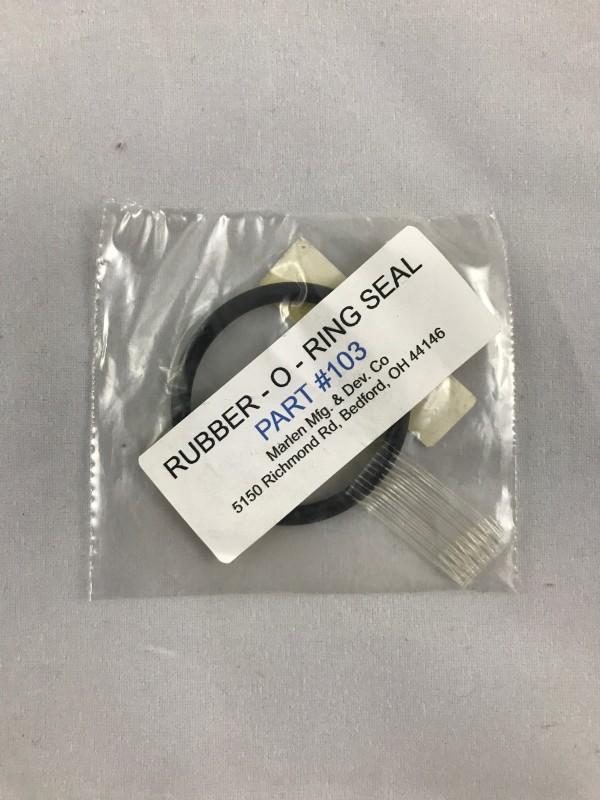 RUBBER - O - RING SEAL
PART #103
Marlen Mfg. & Dev. Co
5150 Richmond Rd, Bedford, OH 44146